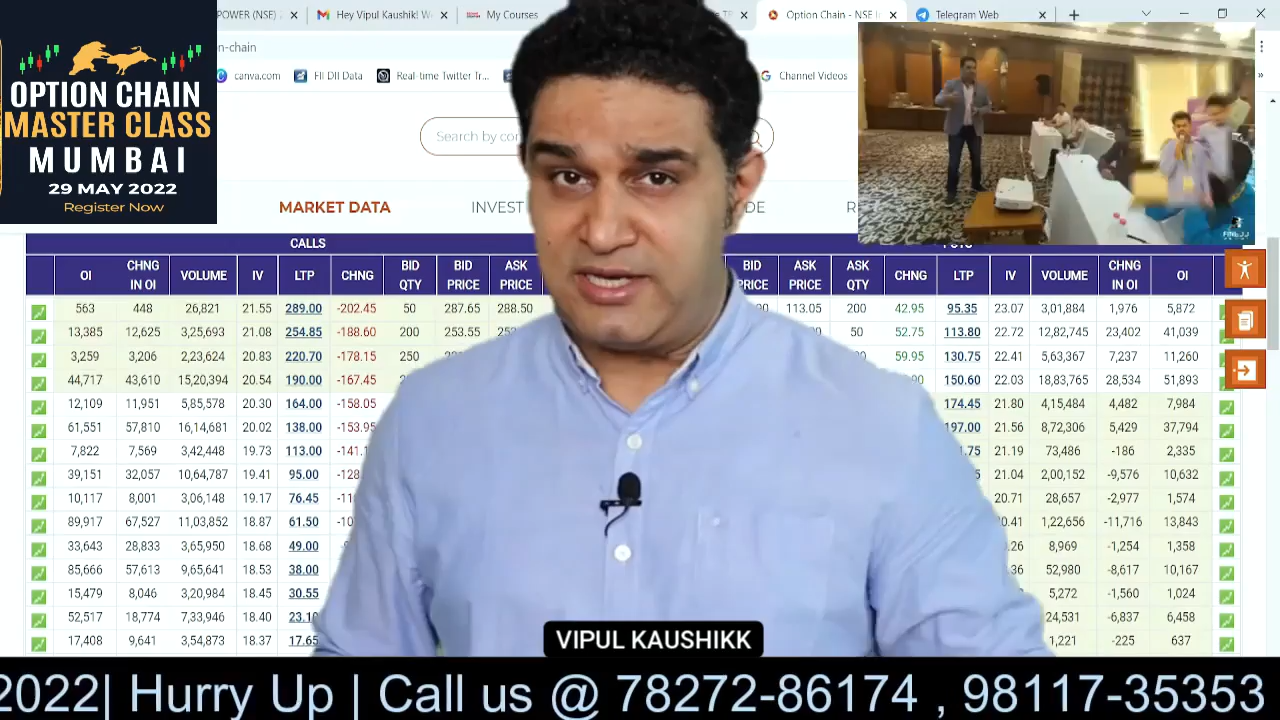 POWER (NSE)
Hey Vipul Kaushik! W
My Courses
Option Chain - NSE I
Telegram Web
n-chain
canva.com
FII DII Data
Real-time Twitter Tr...
Channel Videos
OPTION CHAIN
MASTER CLASS
MUMBAI
29 MAY 2022
Register Now
Search by con
MARKET DATA
INVEST
DE
R
CALLS
OI CHNG IN OI VOLUME IV LTP CHNG BID QTY BID PRICE ASK PRICE PRICE ASK PRICE ASK QTY CHNG LTP IV VOLUME CHNG IN OI OI
563 448 26,821 21.55 289.00 -202.45 50 287.65 288.50 113.05 200 42.95 95.35 23.07 3,01,884 1,976 5,872
13,385 12,625 3,25,693 21.08 254.85 -188.60 200 253.55 50 52.75 113.80 22.72 12,82,745 23,402 41,039
3,259 3,206 2,23,624 20.83 220.70 -178.15 250 59.95 130.75 22.41 5,63,367 7,237 11,260
44,717 43,610 15,20,394 20.54 190.00 -167.45 150.60 22.03 18,83,765 28,534 51,893
12,109 11,951 5,85,578 20.30 164.00 -158.05 174.45 21.80 4,15,484 4,482 7,984
61,551 57,810 16,14,681 20.02 138.00 -153.95 197.00 21.56 8,72,306 5,429 37,794
7,822 7,569 3,42,448 19.73 113.00 -141. .75 21.19 73,486 -186 2,335
39,151 32,057 10,64,787 19.41 95.00 -128 21.04 2,00,152 -9,576 10,632
10,117 8,001 3,06,148 19.17 76.45 20.71 28,657 -2,977 1,574
89,917 67,527 11,03,852 18.87 61.50 -10 .41 1,22,656 -11,716 13,843
33,643 28,833 3,65,950 18.68 49.00 .26 8,969 -1,254 1,358
85,666 57,613 9,65,641 18.53 38.00 36 52,980 -8,617 10,167
15,479 8,046 3,20,984 18.45 30.55 5,272 -1,560 1,024
52,517 18,774 7,33,946 18.40 23.10 24,531 -6,837 6,458
17,408 9,641 3,54,873 18.37 17.65 1,221 -225 637
VIPUL KAUSHIKK
2022| Hurry Up | Call us @ 78272-86174 , 98117-35353